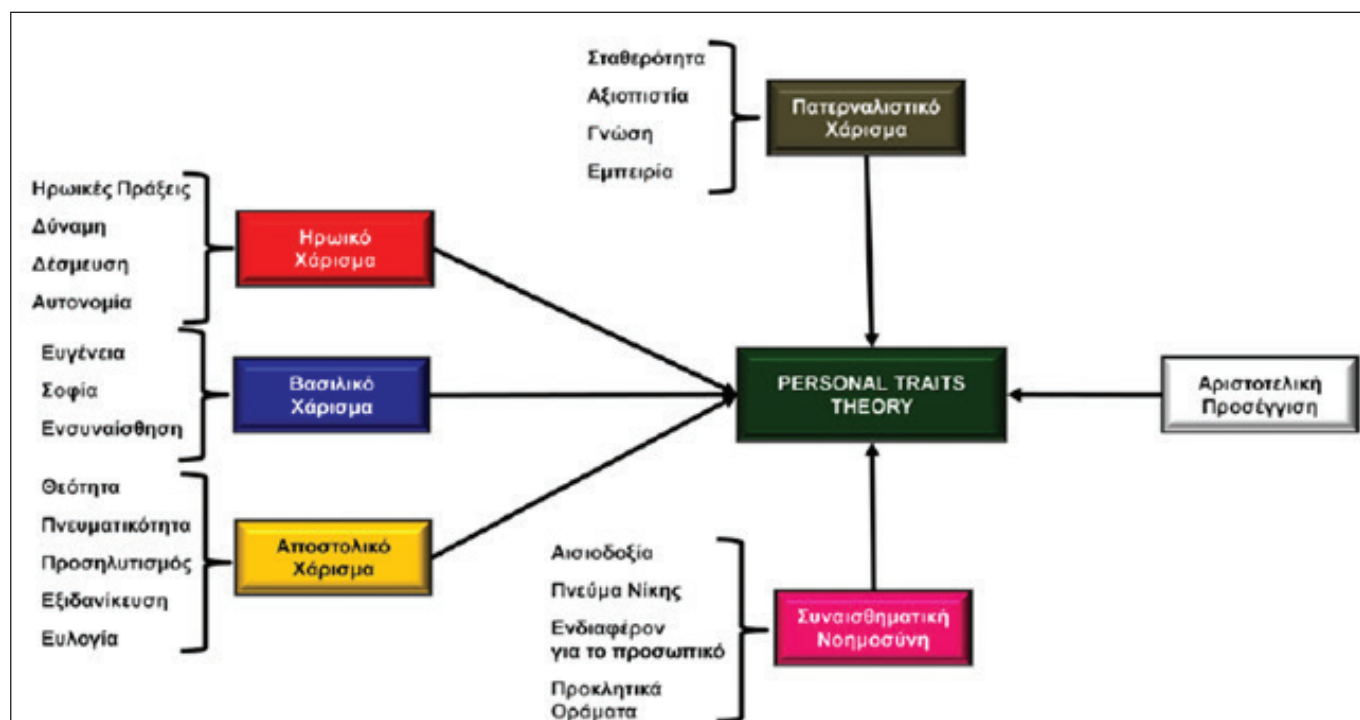 Σταθερότητα
Αξιοπιστία
Γνώση
Εμπειρία
Πατερναλιστικό
Χάρισμα
Ηρωικές Πράξεις
Δύναμη
Δέσμευση
Αυτονομία
Ηρωικό
Χάρισμα
Ευγένεια
Σοφία
Ενσυναίσθηση
Βασιλικό
Χάρισμα
PERSONAL TRAITS
THEORY
Αριστοτελική
Προσέγγιση
Θεότητα
Πνευματικότητα
Προσηλυτισμός
Εξιδανίκευση
Ευλογία
Αποστολικό
Χάρισμα
Αισιοδοξία
Πνεύμα Νίκης
Ενδιαφέρον
για το προσωπικό
Προκλητικά
Οράματα
Συναισθηματική
Νοημοσύνη